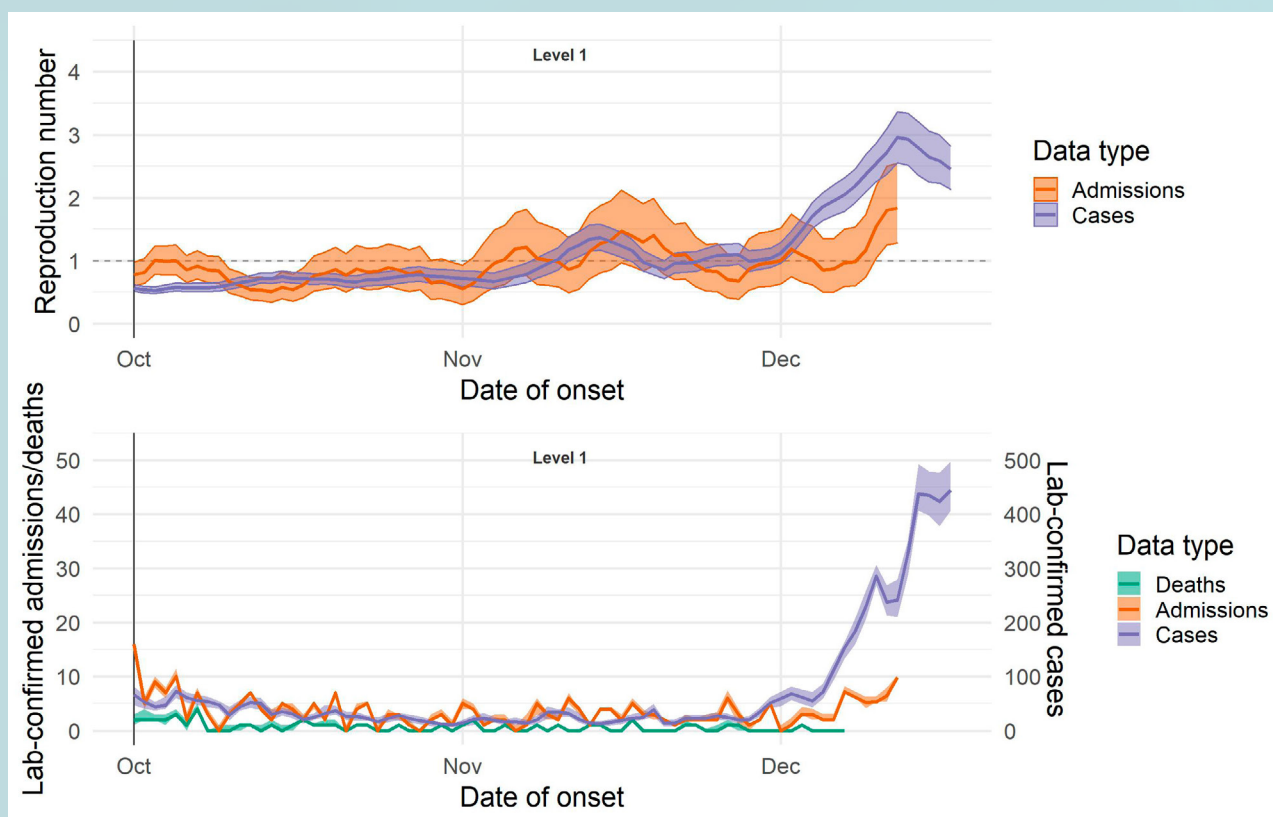 Level 1
Reproduction number
4
3
2
1
0
Oct
Nov
Dec
Date of onset
Data type
Admissions
Cases
Level 1
Lab-confirmed admissions/deaths
50
40
30
20
10
0
500
400
300
200
100
0
Lab-confirmed cases
Oct
Nov
Dec
Date of onset
Data type
Deaths
Admissions
Cases